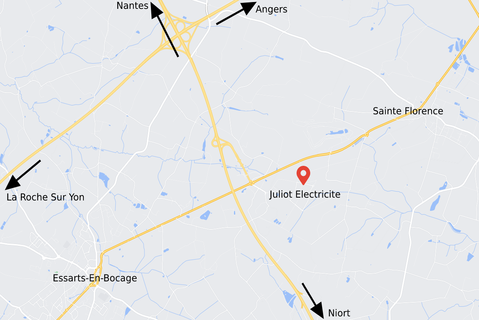 Nantes
Angers
Sainte Florence
Juliot Electricite
La Roche Sur Yon
Essarts-En-Bocage
Niort